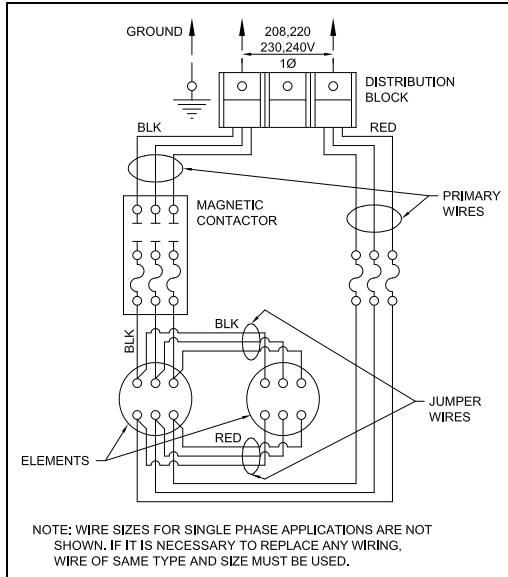 GROUND
208,220
230,240V
1Ø
DISTRIBUTION
BLOCK
BLK
RED
MAGNETIC
CONTACTOR
PRIMARY
WIRES
BLK
BLK
JUMPER
WIRES
RED
ELEMENTS
NOTE: WIRE SIZES FOR SINGLE PHASE APPLICATIONS ARE NOT
SHOWN. IF IT IS NECESSARY TO REPLACE ANY WIRING,
WIRE OF SAME TYPE AND SIZE MUST BE USED.